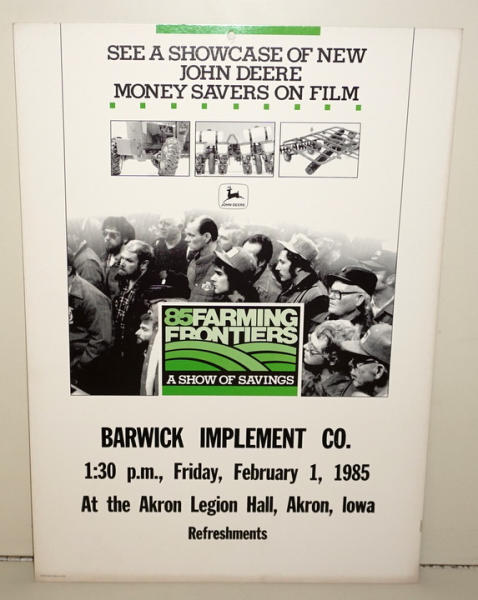 SEE A SHOWCASE OF NEW
JOHN DEERE
MONEY SAVERS ON FILM
JOHN DEERE
85 FARMING
FRONTIERS
A SHOW OF SAVINGS
BARWICK IMPLEMENT CO.
1:30 p.m., Friday, February 1, 1985
At the Akron Legion Hall, Akron, Iowa
Refreshments